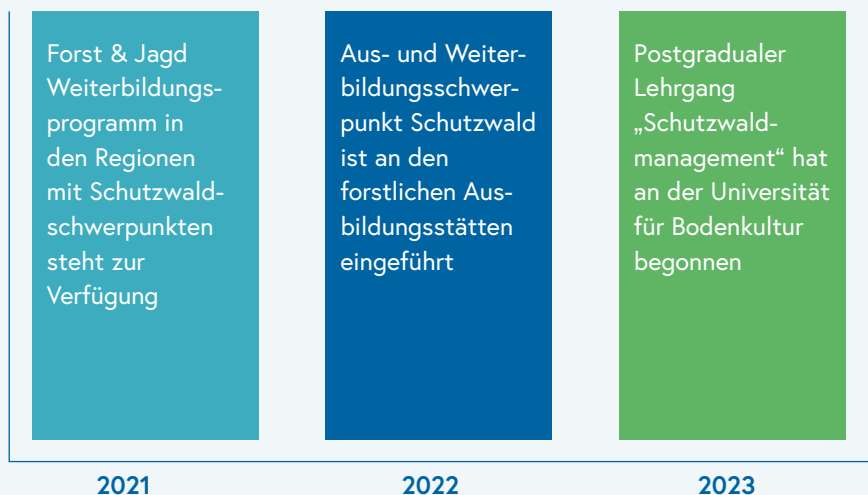 Forst & Jagd
Weiterbildungs-
programm in
den Regionen
mit Schutzwald-
schwerpunkten
steht zur
Verfügung
Aus- und Weiter-
bildungsschwer-
punkt Schutzwald
ist an den
forstlichen Aus-
bildungsstätten
eingeführt
Postgradualer
Lehrgang
„Schutzwald-
management“ hat
an der Universität
für Bodenkultur
begonnen
2021
2022
2023